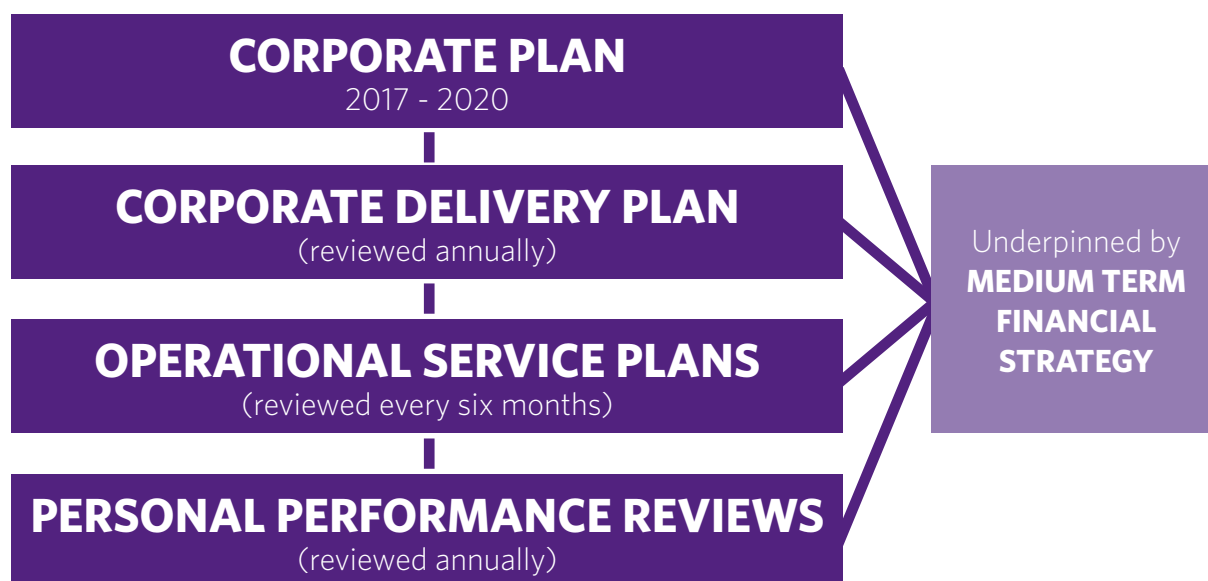 CORPORATE PLAN
2017 - 2020
CORPORATE DELIVERY PLAN
(reviewed annually)
OPERATIONAL SERVICE PLANS
(reviewed every six months)
PERSONAL PERFORMANCE REVIEWS
(reviewed annually)
Underpinned by
MEDIUM TERM
FINANCIAL
STRATEGY